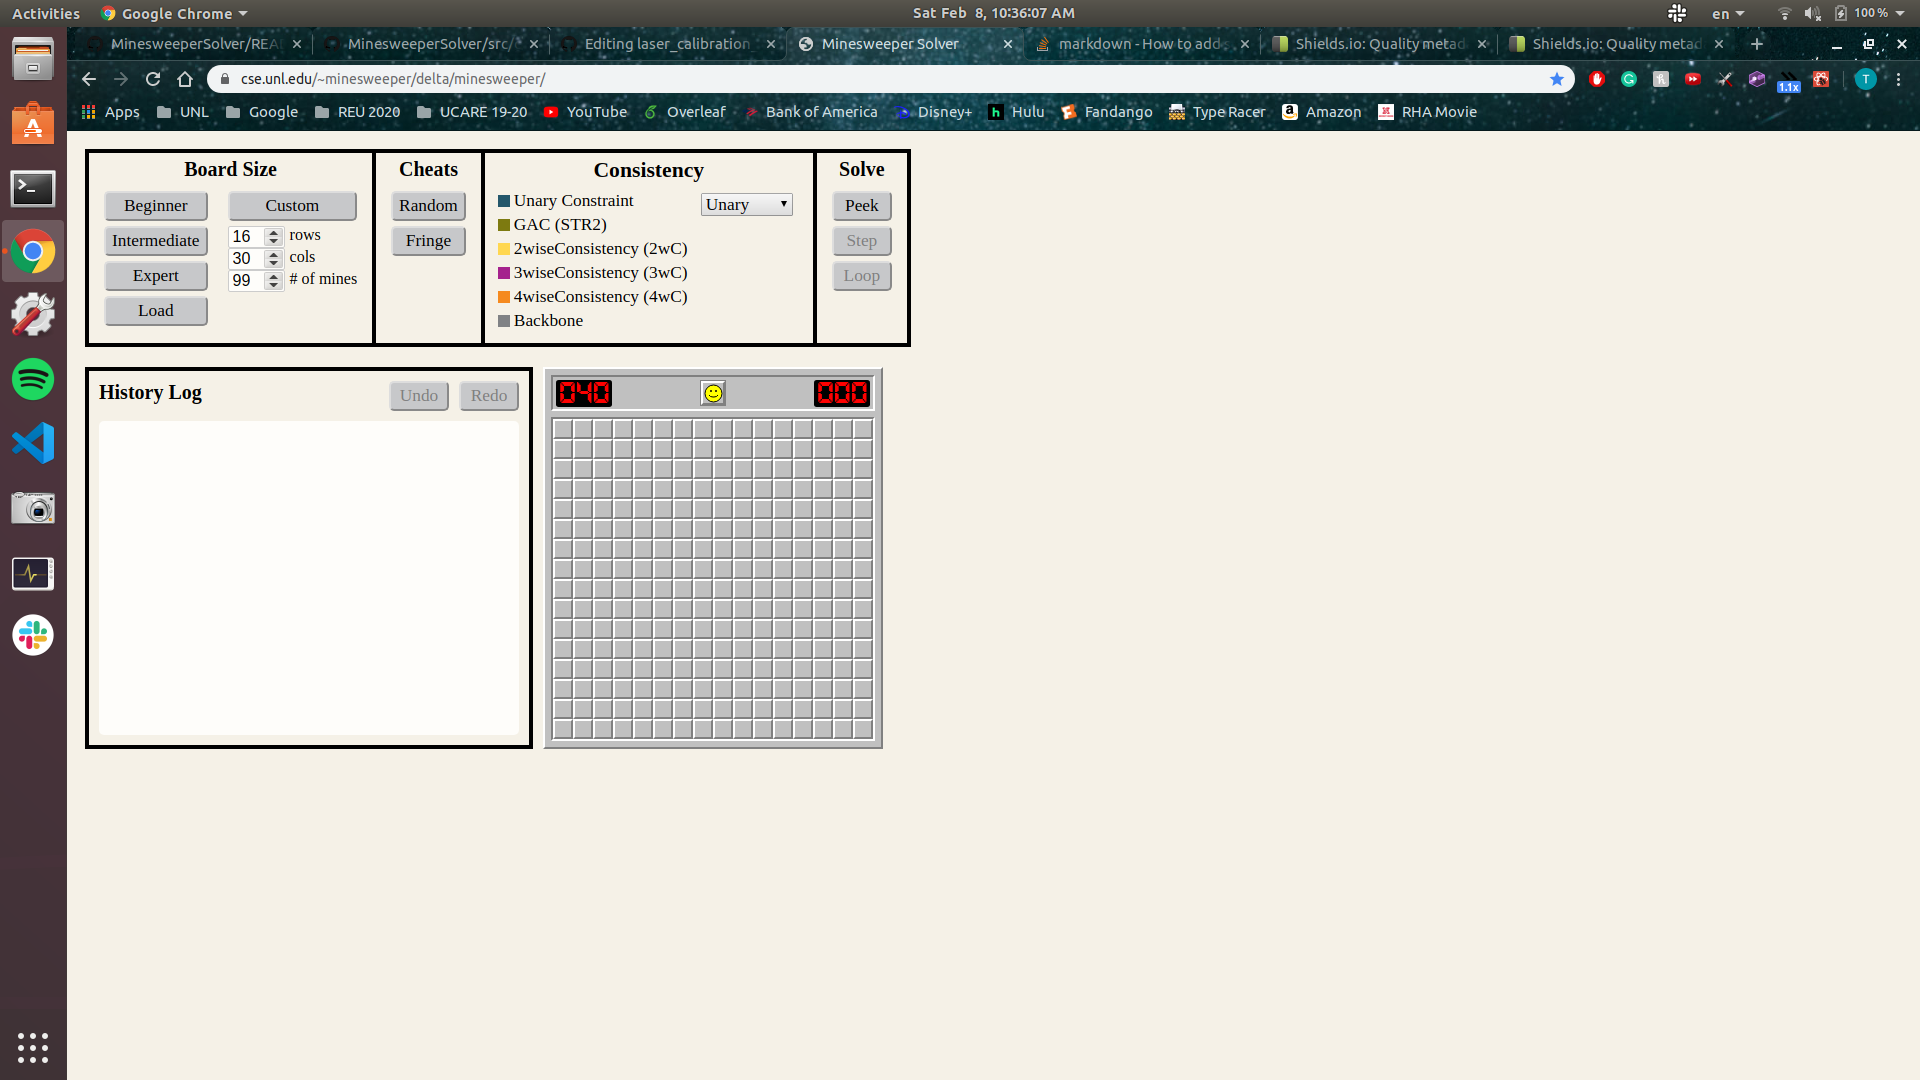 Activities Google Chrome Sat Feb 8, 10:36:07 AM en 100 %
MinesweeperSolver/REA MinesweeperSolver/src/ Editing laser_calibration Minesweeper Solver markdown - How to add s Shields.io: Quality metad Shields.io: Quality metad
cse.unl.edu/~minesweeper/delta/minesweeper/ 1.1x T
Apps UNL Google REU 2020 UCARE 19-20 YouTube Overleaf Bank of America Disney+ Hulu Fandango Type Racer Amazon RHA Movie
Board Size Cheats Consistency Solve
Beginner Custom Random Unary Constraint Unary Peek
Intermediate 16 rows Fringe GAC (STR2) Step
30 cols 2wiseConsistency (2wC)
Expert 99 # of mines 3wiseConsistency (3wC) Loop
Load 4wiseConsistency (4wC)
Backbone
History Log Undo Redo 040 000